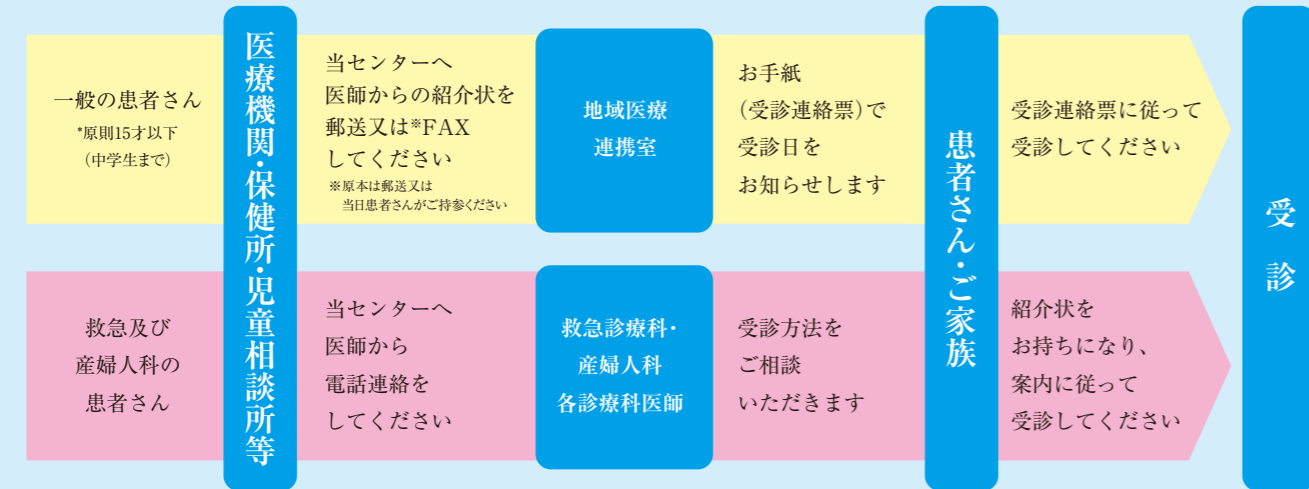 一般の患者さん
*原則15才以下
（中学生まで）
医療機関・保健所・児童相談所等
当センターへ
医師からの紹介状を
郵送又は※FAX
してください
※原本は郵送又は
当日患者さんがご持参ください
地域医療
連携室
お手紙
（受診連絡票）で
受診日を
お知らせします
患者さん・ご家族
受診連絡票に従って
受診してください
受診
救急及び
産婦人科の
患者さん
当センターへ
医師から
電話連絡を
してください
救急診療科・
産婦人科
各診療科医師
受診方法を
ご相談
いただきます
紹介状を
お持ちになり、
案内に従って
受診してください